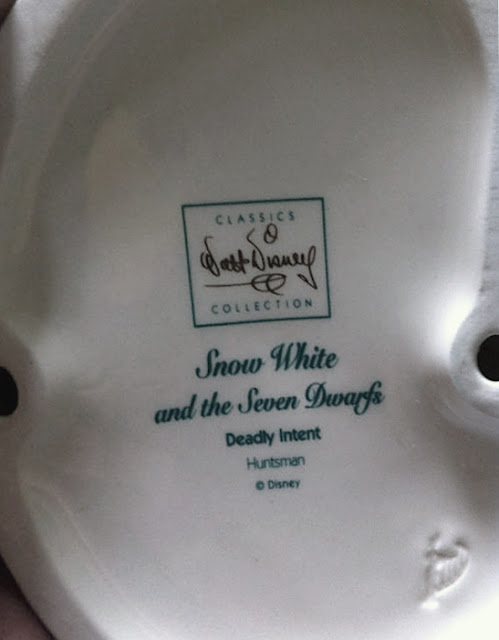 CLASSICS
Walt Disney
COLLECTION
Snow White
and the Seven Dwarfs
Deadly Intent
Huntsman
© Disney